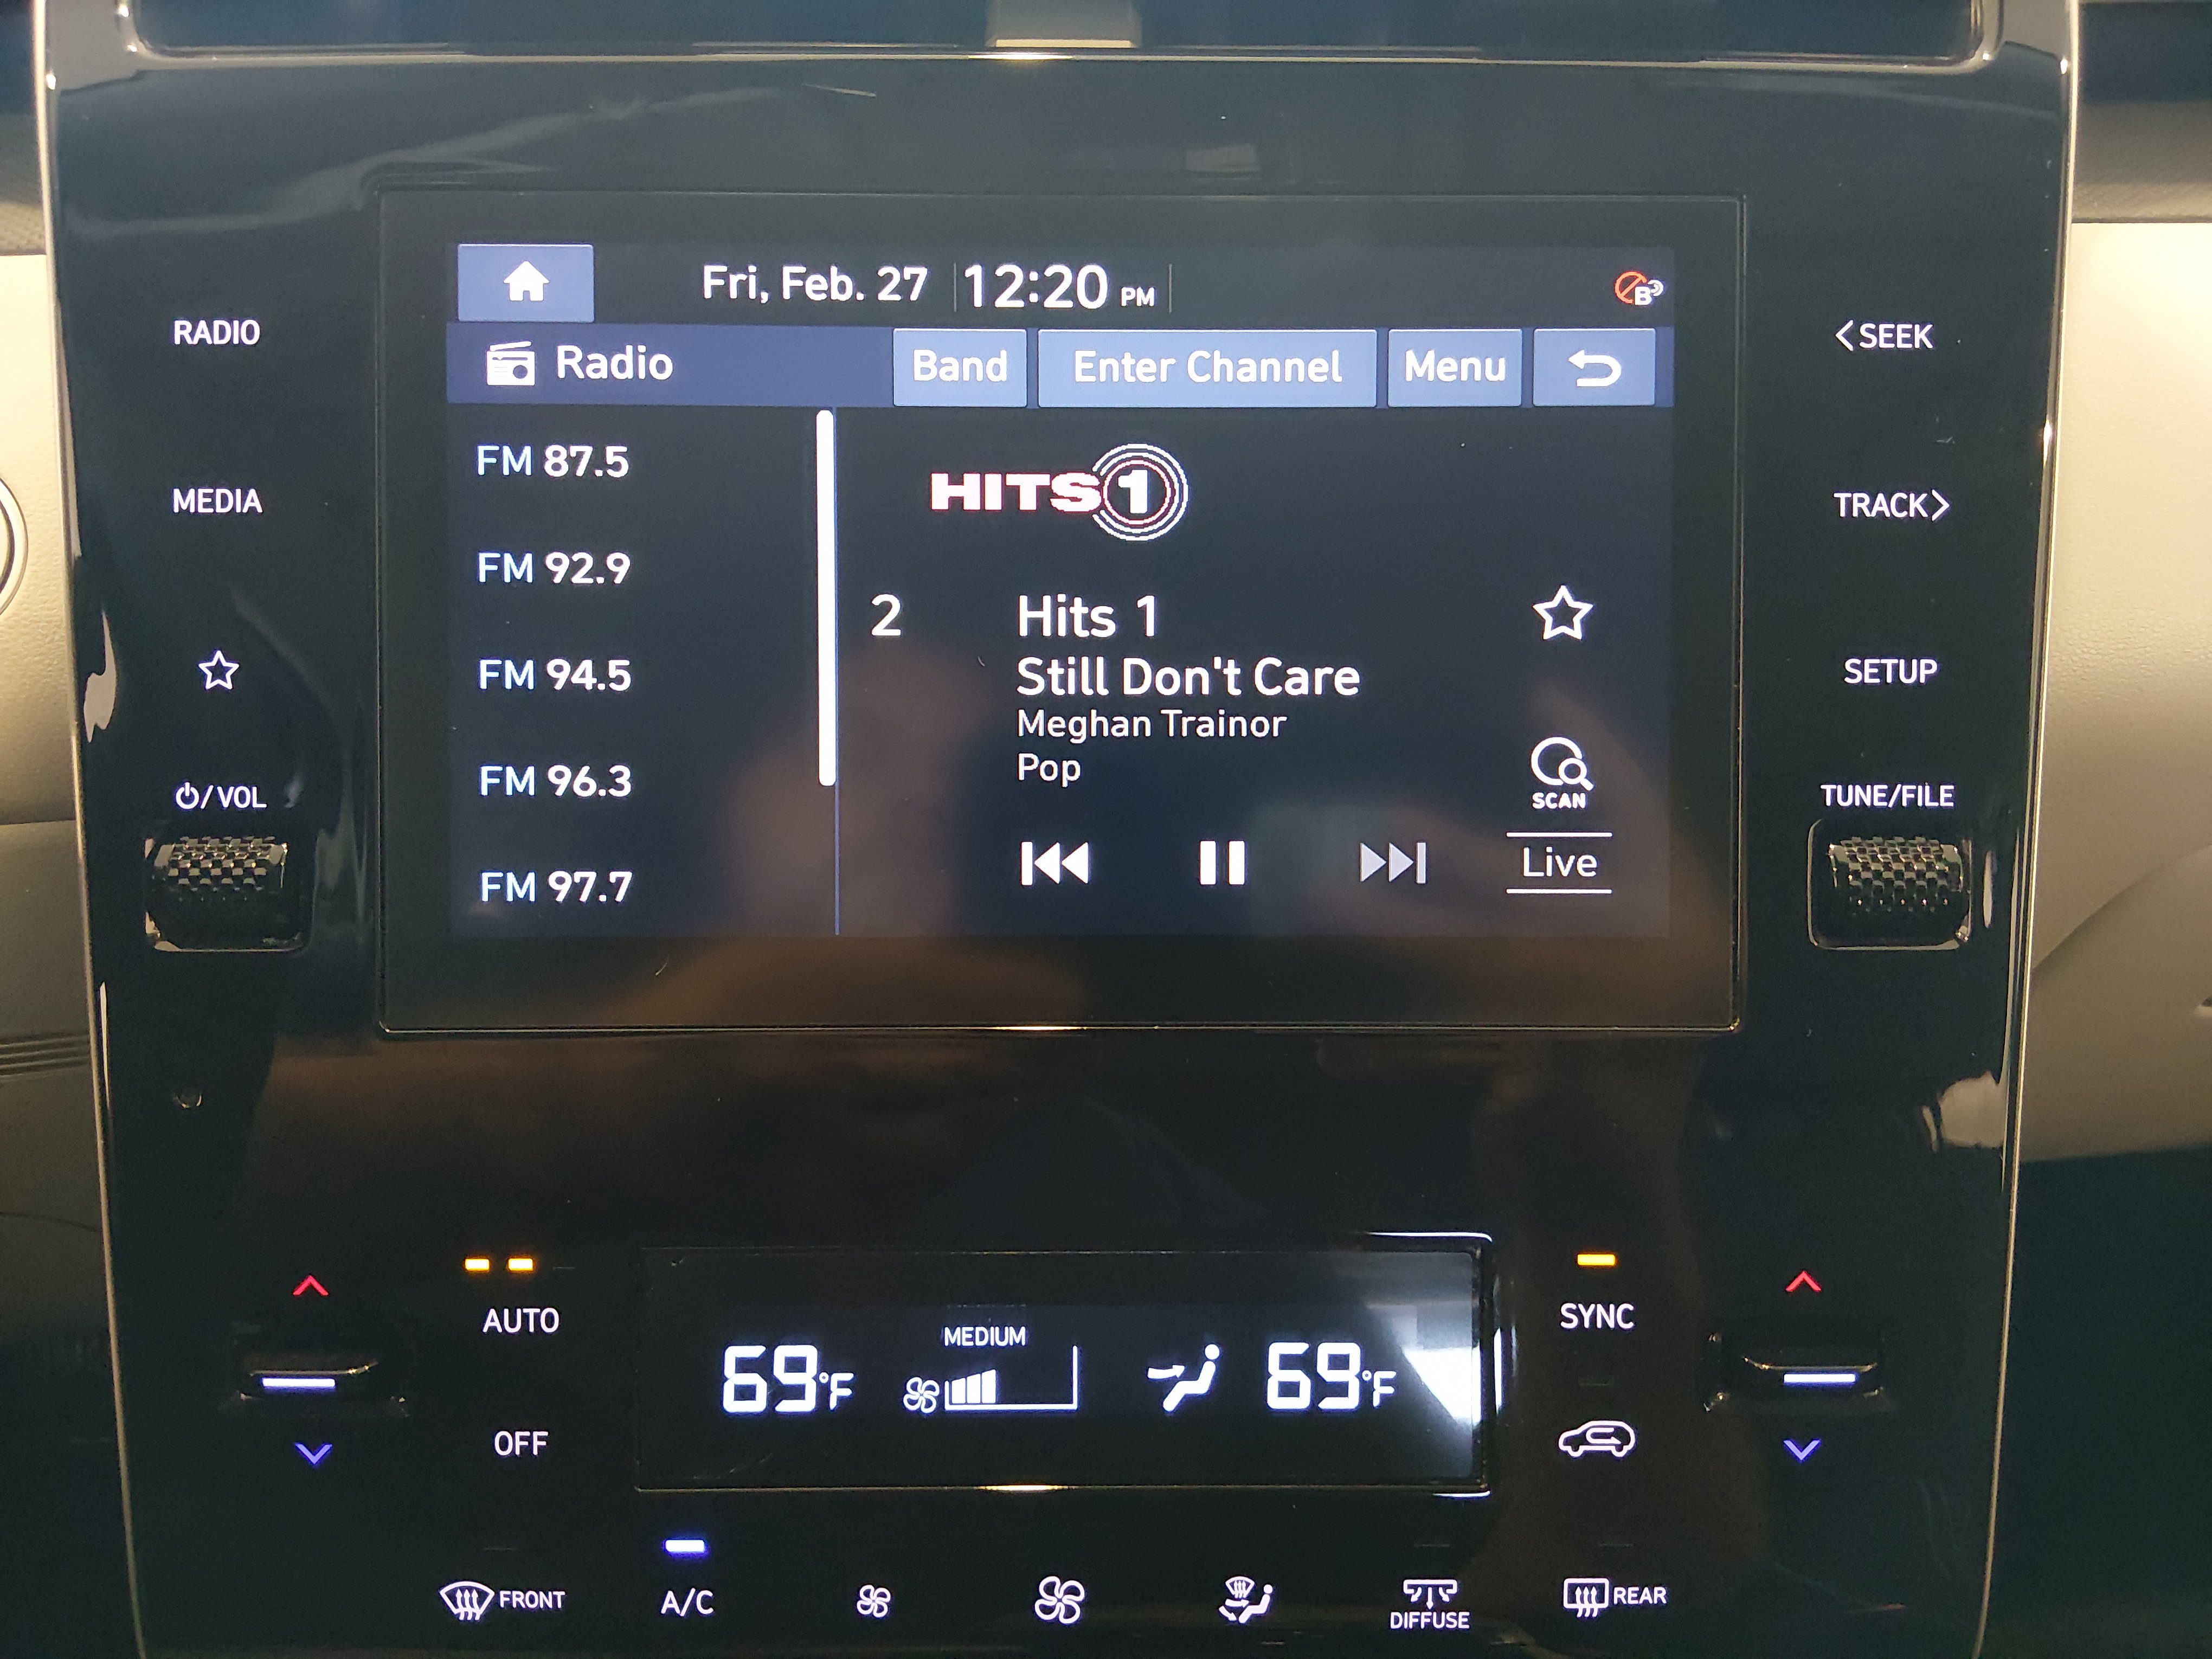 Fri, Feb. 27 12:20 PM B
RADIO
MEDIA
/VOL
Radio Band Enter Channel Menu
FM 87.5
FM 92.9
FM 94.5
FM 96.3
FM 97.7
HITS 1
2 Hits 1
Still Don't Care
Meghan Trainor
Pop
SCAN
Live
<SEEK
TRACK>
SETUP
TUNE/FILE
AUTO
OFF
MEDIUM
69°F 69°F
SYNC
FRONT A/C DIFFUSE REAR